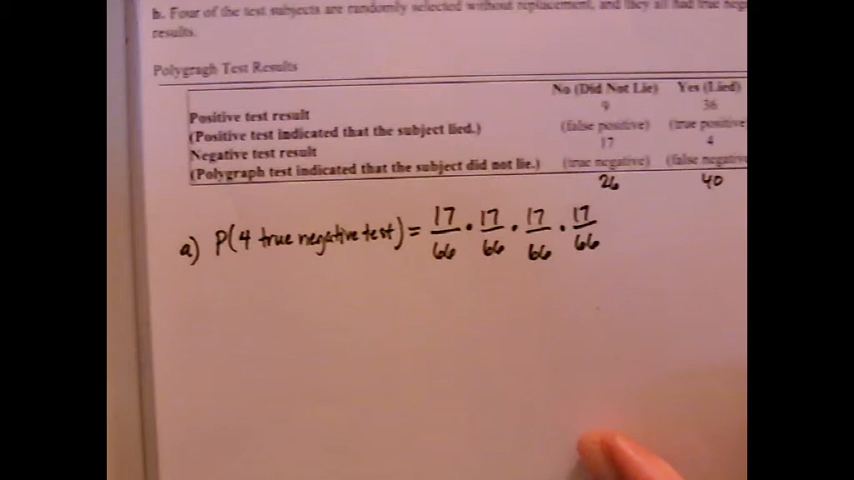 b. Four of the test subjects are randomly selected without replacement, and they all had true neg
results.
Polygragh Test Results
No (Did Not Lie) Yes (Lied)
Positive test result 9 36
(Positive test indicated that the subject lied.) (false positive) (true positive
Negative test result 17 4
(Polygraph test indicated that the subject did not lie.) (true negative) (false negative
26 40
a) P(4 true negative test) = 17/66 · 17/66 · 17/66 · 17/66